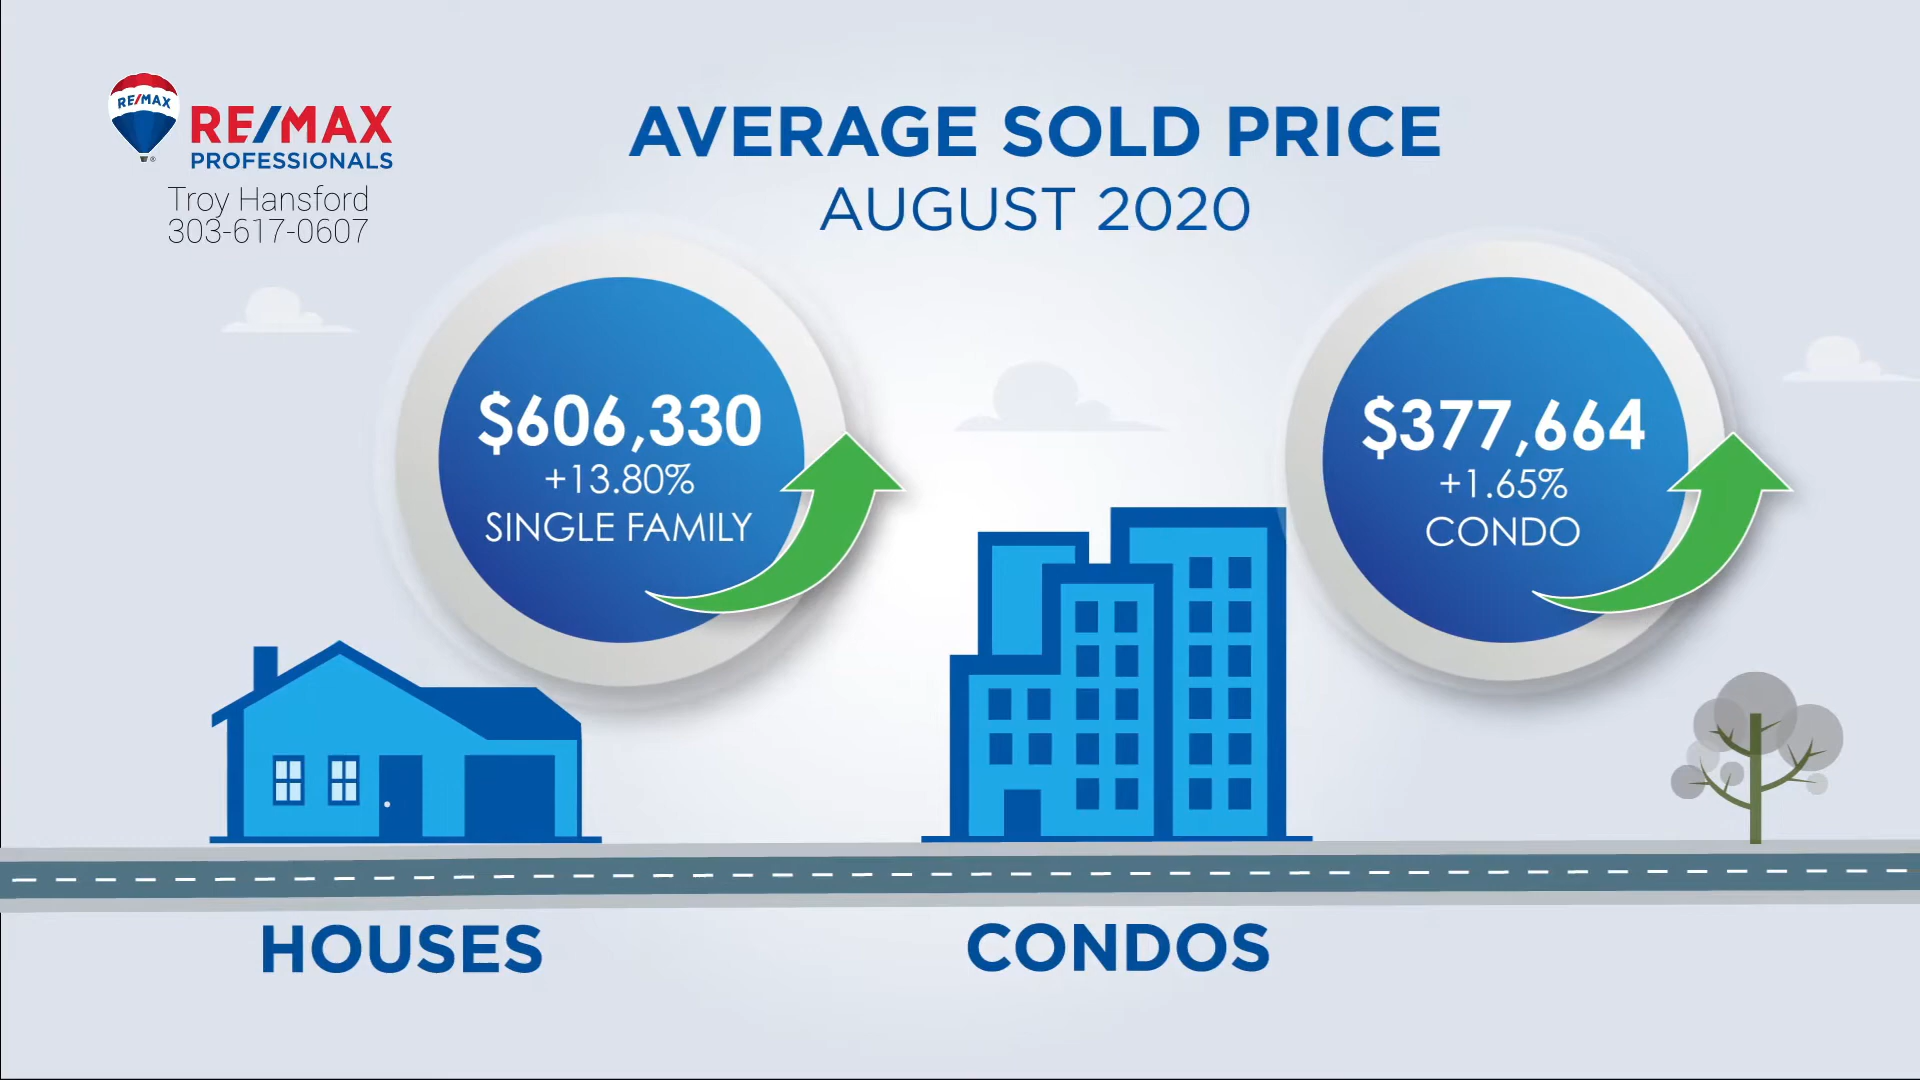 RE/MAX
RE/MAX
PROFESSIONALS
Troy Hansford
303-617-0607
AVERAGE SOLD PRICE
AUGUST 2020
$606,330
+13.80%
SINGLE FAMILY
$377,664
+1.65%
CONDO
HOUSES
CONDOS